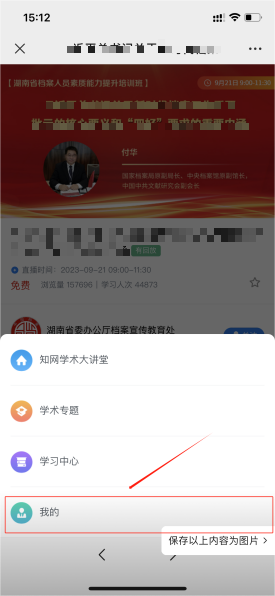 15:12
【湖南省档案人员素质能力提升培训班】
9月21日 9:00-11:30
付华
国家档案局原副局长、中央档案馆原副馆长、
中国中共文献研究会副会长
有回放
直播时间：2023-09-21 09:00-11:30
免费 浏览量 157696 | 学习人次 44873
湖南省委办公厅档案宣传教育处
知网学术大讲堂
学术专题
学习中心
我的
保存以上内容为图片